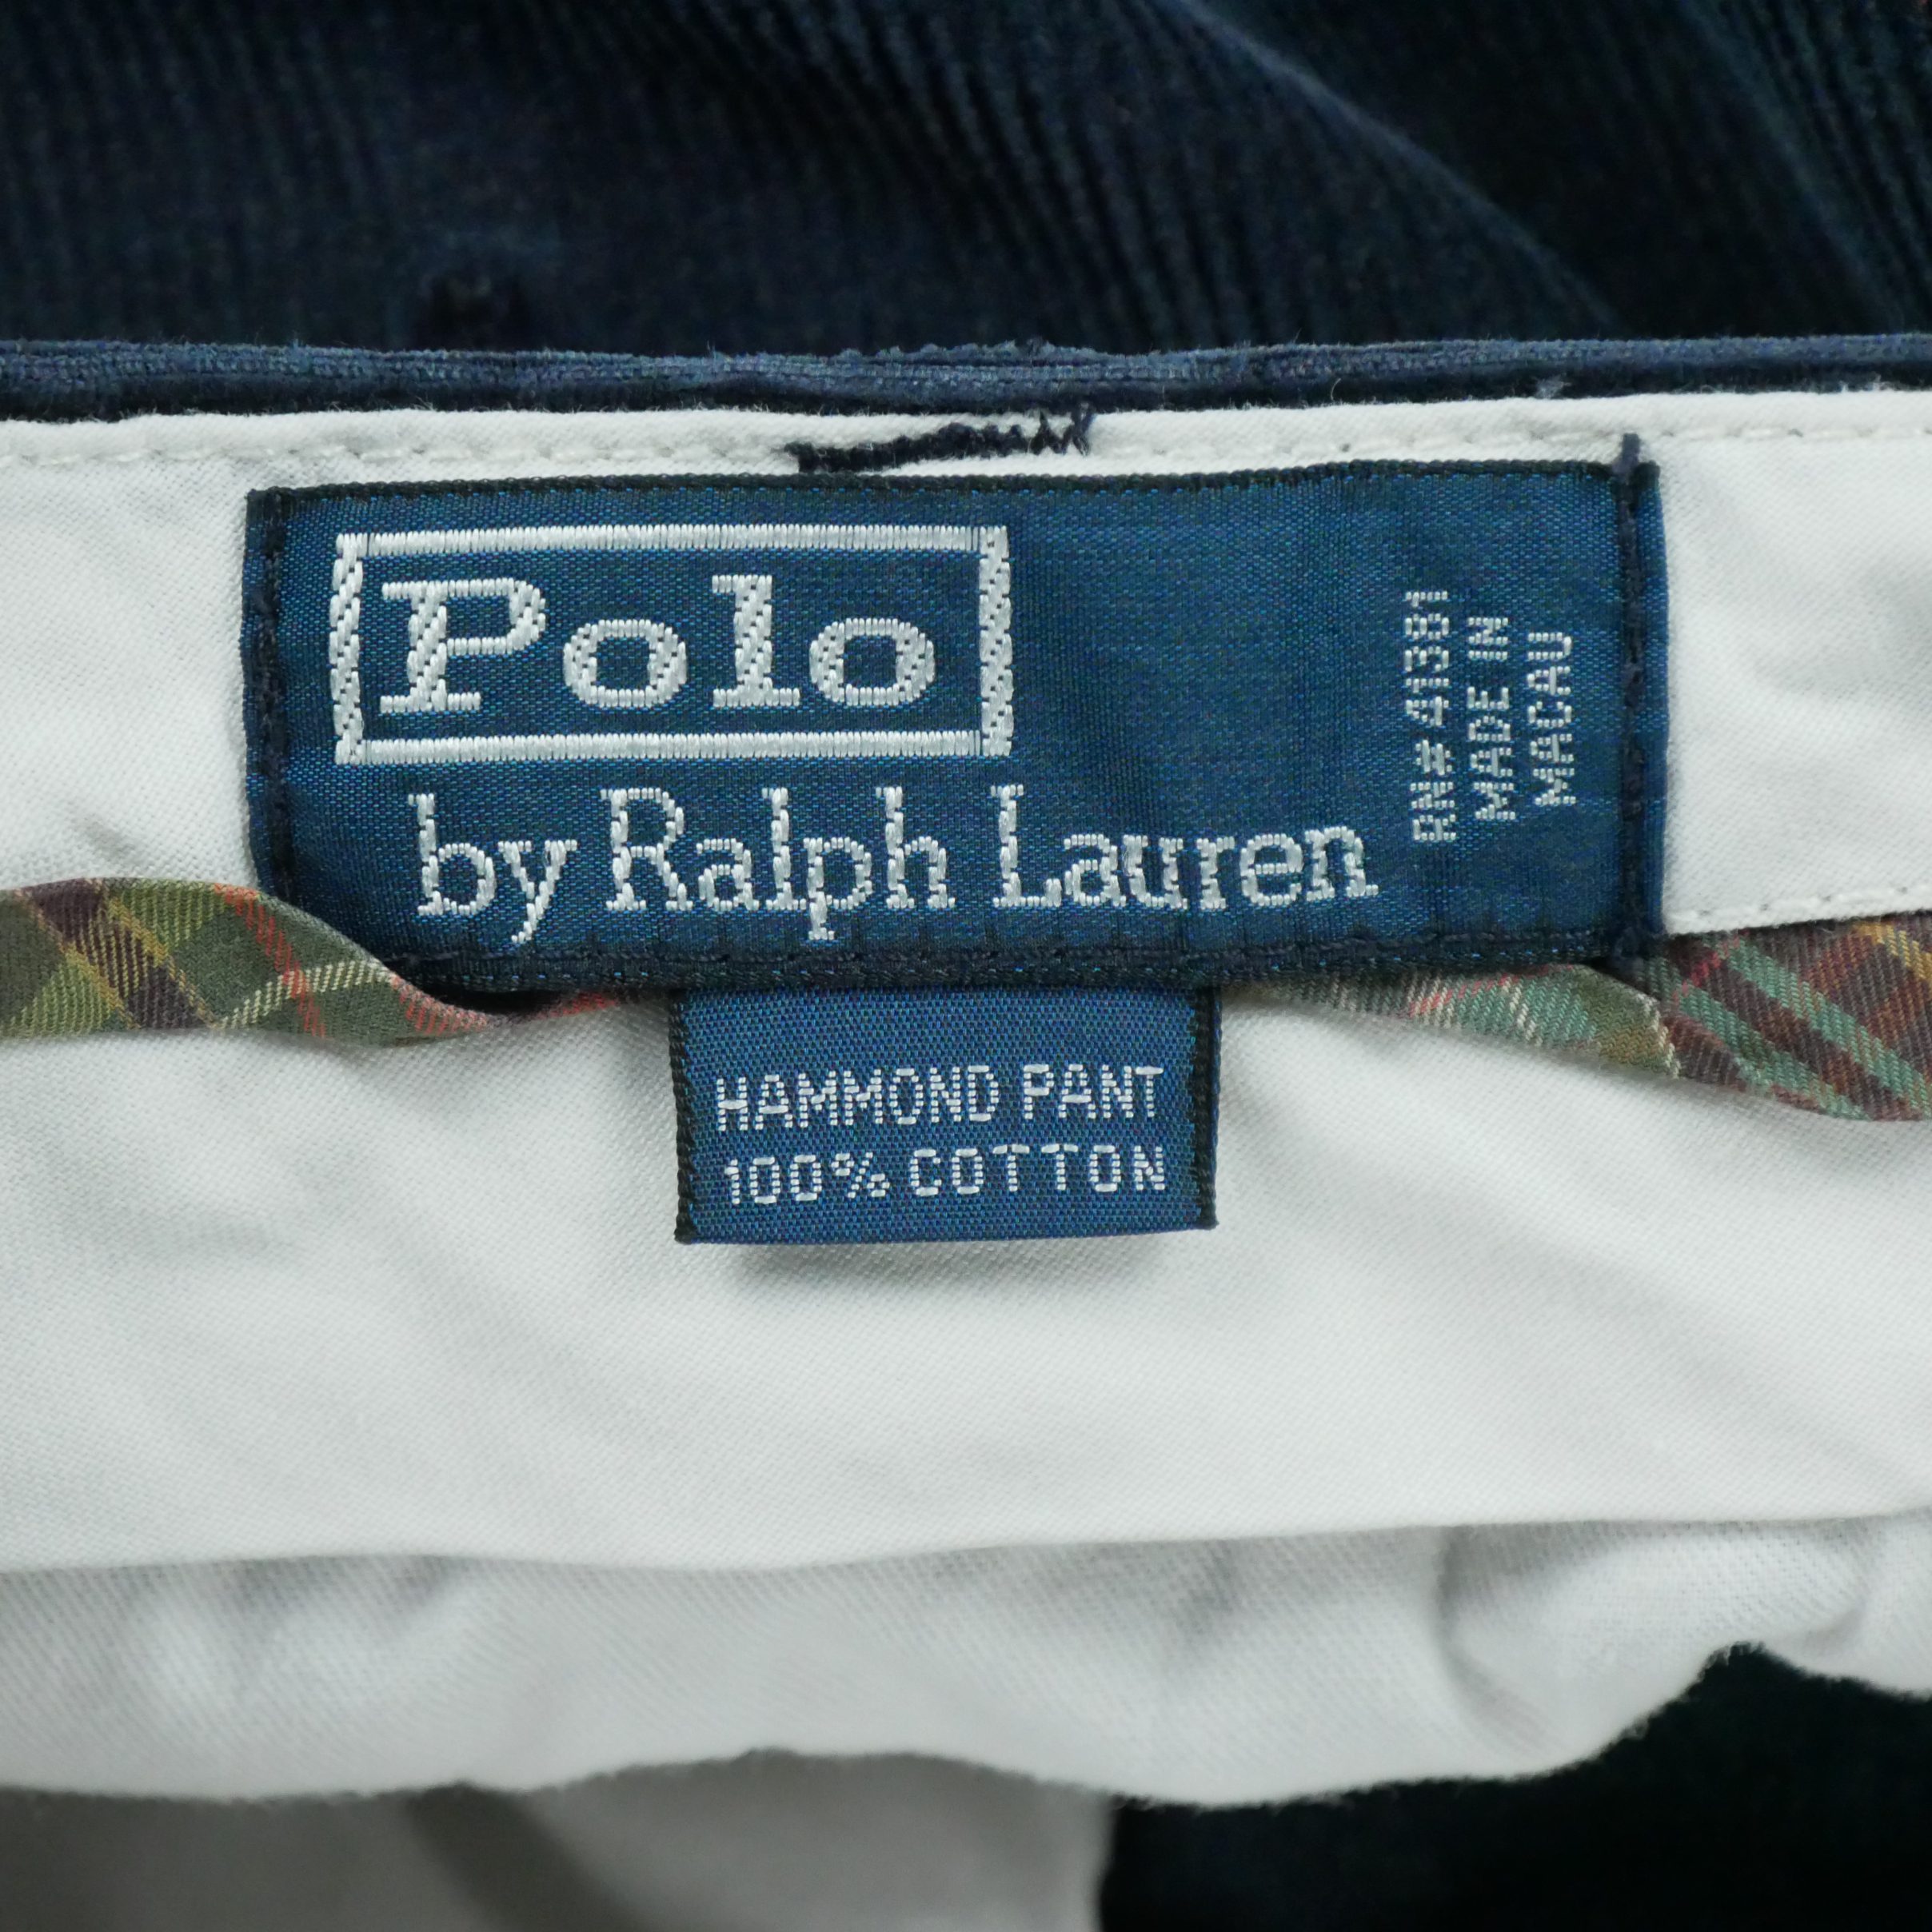 Polo
by Ralph Lauren
RN# 41381
MADE IN
MACAU
HAMMOND PANT
100% COTTON